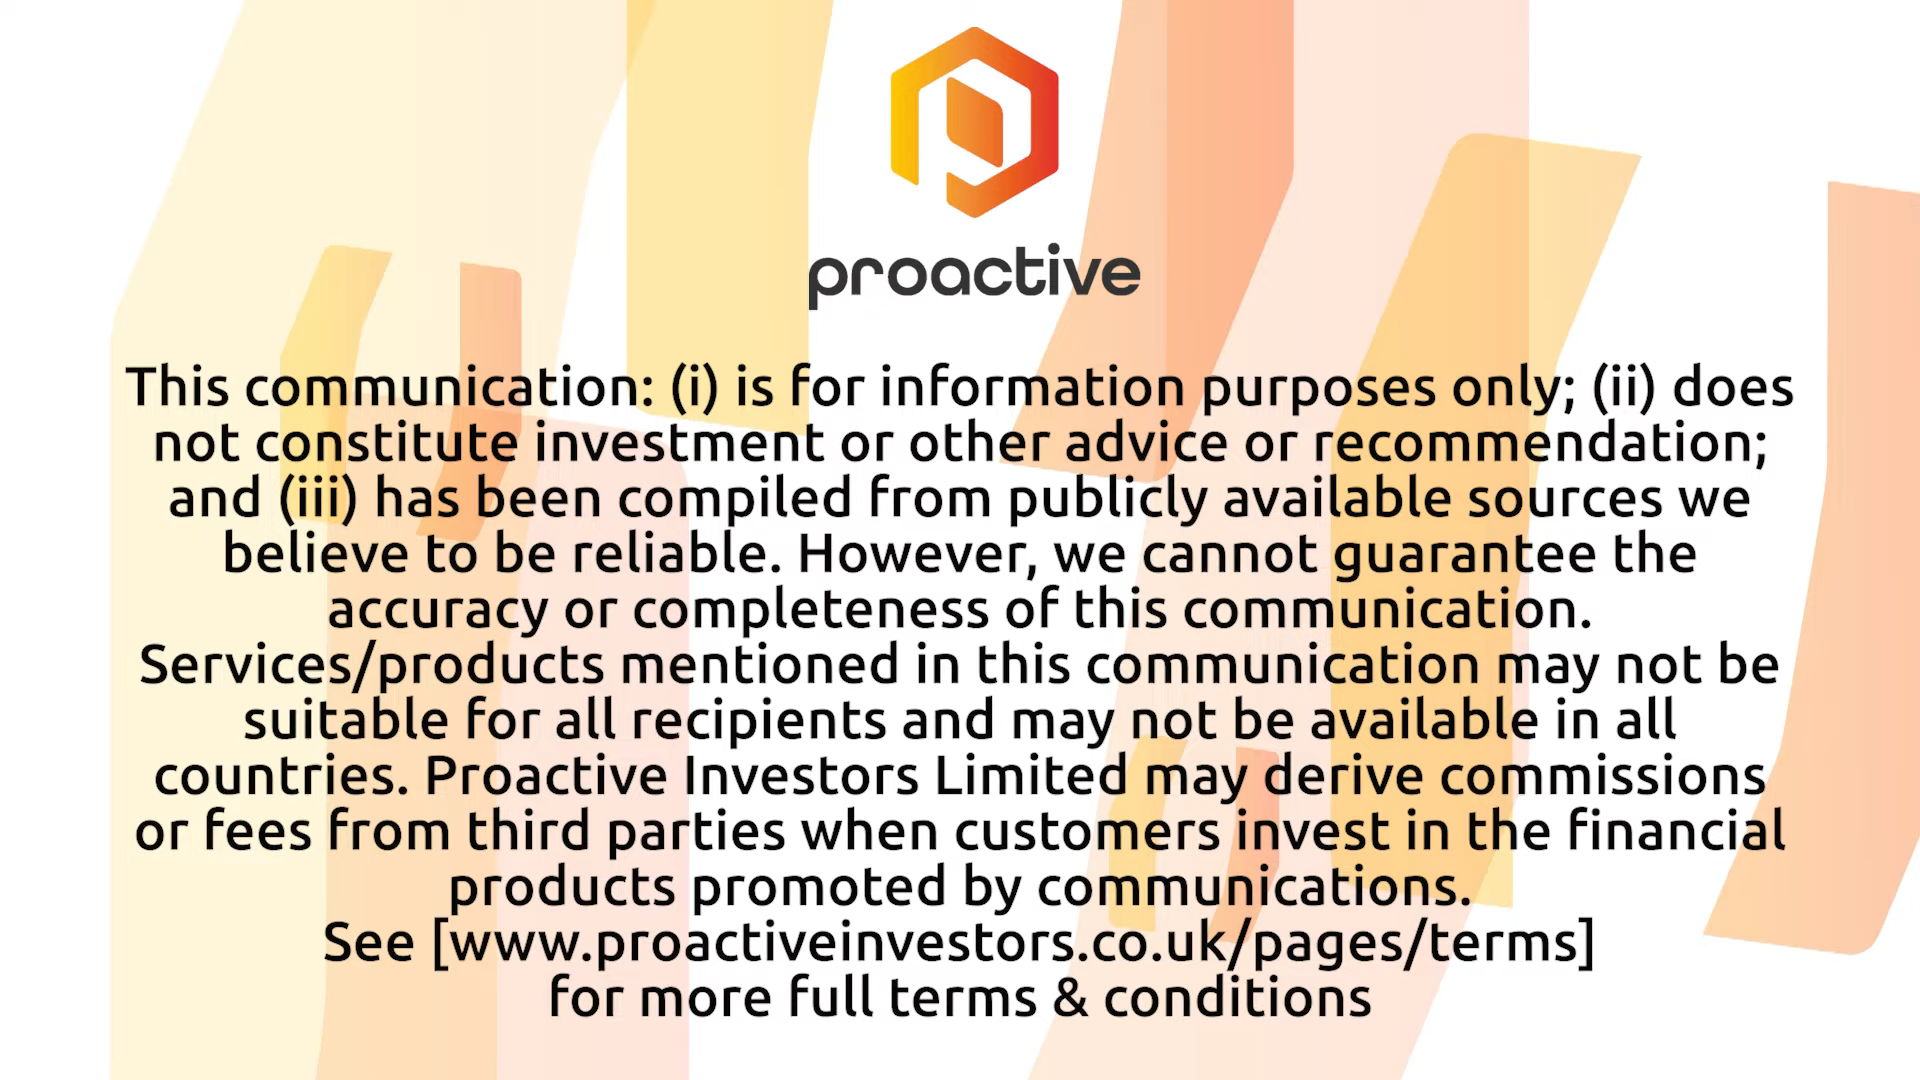 proactive
This communication: (i) is for information purposes only; (ii) does
not constitute investment or other advice or recommendation;
and (iii) has been compiled from publicly available sources we
believe to be reliable. However, we cannot guarantee the
accuracy or completeness of this communication.
Services/products mentioned in this communication may not be
suitable for all recipients and may not be available in all
countries. Proactive Investors Limited may derive commissions
or fees from third parties when customers invest in the financial
products promoted by communications.
See [www.proactiveinvestors.co.uk/pages/terms]
for more full terms & conditions